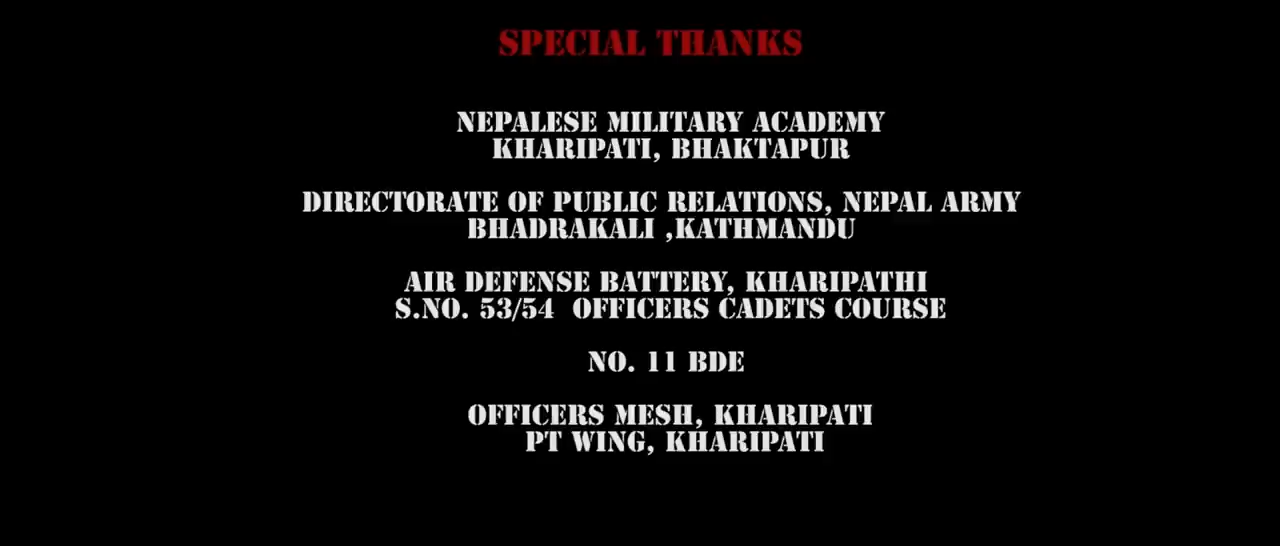 SPECIAL THANKS
NEPALESE MILITARY ACADEMY
KHARIPATI, BHAKTAPUR
DIRECTORATE OF PUBLIC RELATIONS, NEPAL ARMY
BHADRAKALI ,KATHMANDU
AIR DEFENSE BATTERY, KHARIPATHI
S.NO. 53/54 OFFICERS CADETS COURSE
NO. 11 BDE
OFFICERS MESH, KHARIPATI
PT WING, KHARIPATI